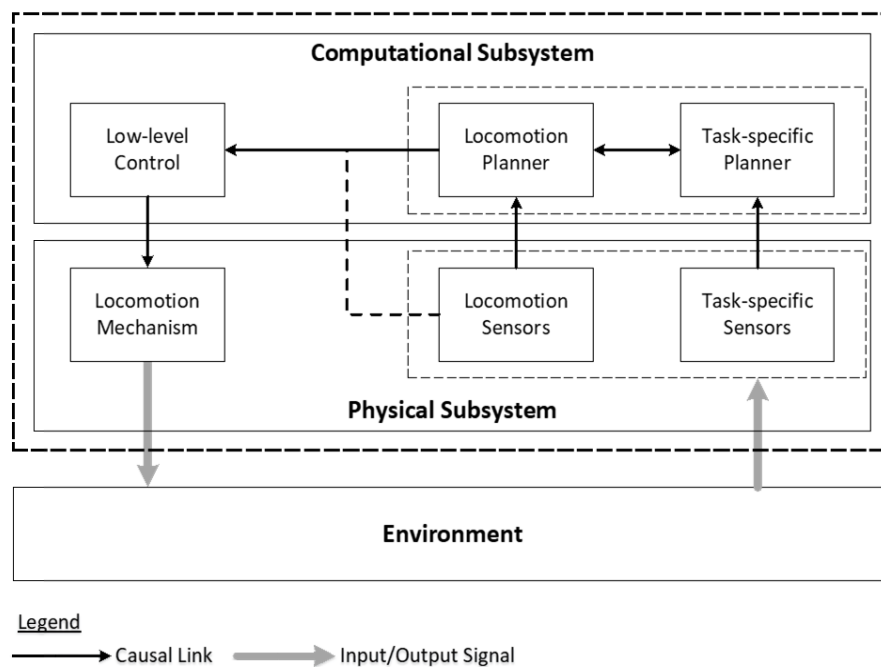 Computational Subsystem
Low-level
Control
Locomotion
Planner
Task-specific
Planner
Locomotion
Mechanism
Locomotion
Sensors
Task-specific
Sensors
Physical Subsystem
Environment
Legend
Causal Link
Input/Output Signal